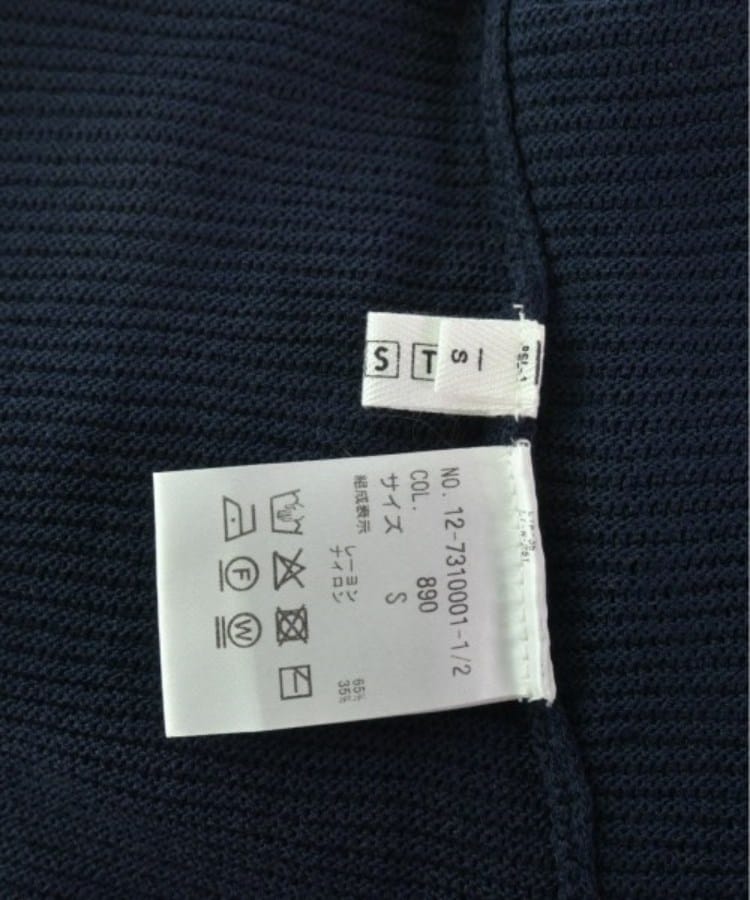 S T
S
NO. 12-7310001-1/2
COL. 890
サイズ S
組成表示
レーヨン 65%
ナイロン 35%
F
W